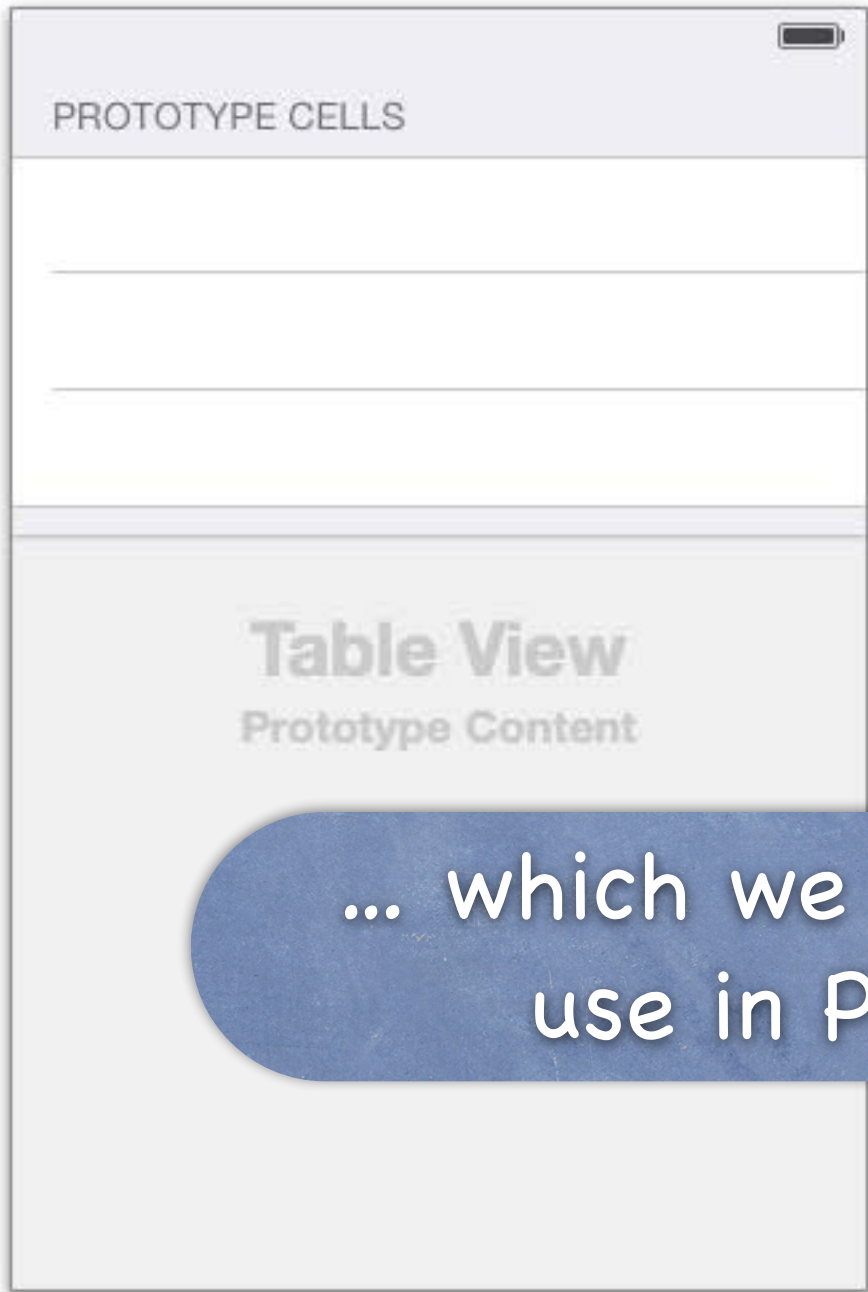 PROTOTYPE CELLS
Table View
Prototype Content
... which we
use in P